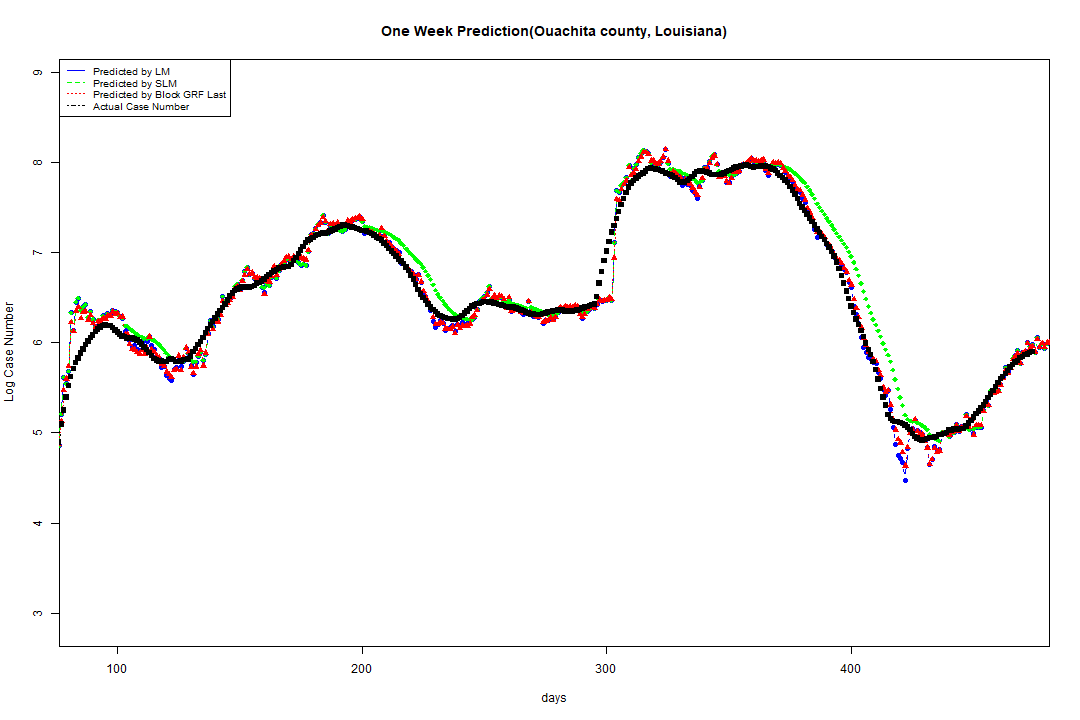 One Week Prediction(Ouachita county, Louisiana)
Predicted by LM
Predicted by SLM
Predicted by Block GRF Last
Actual Case Number
Log Case Number
9
8
7
6
5
4
3
100 200 300 400
days